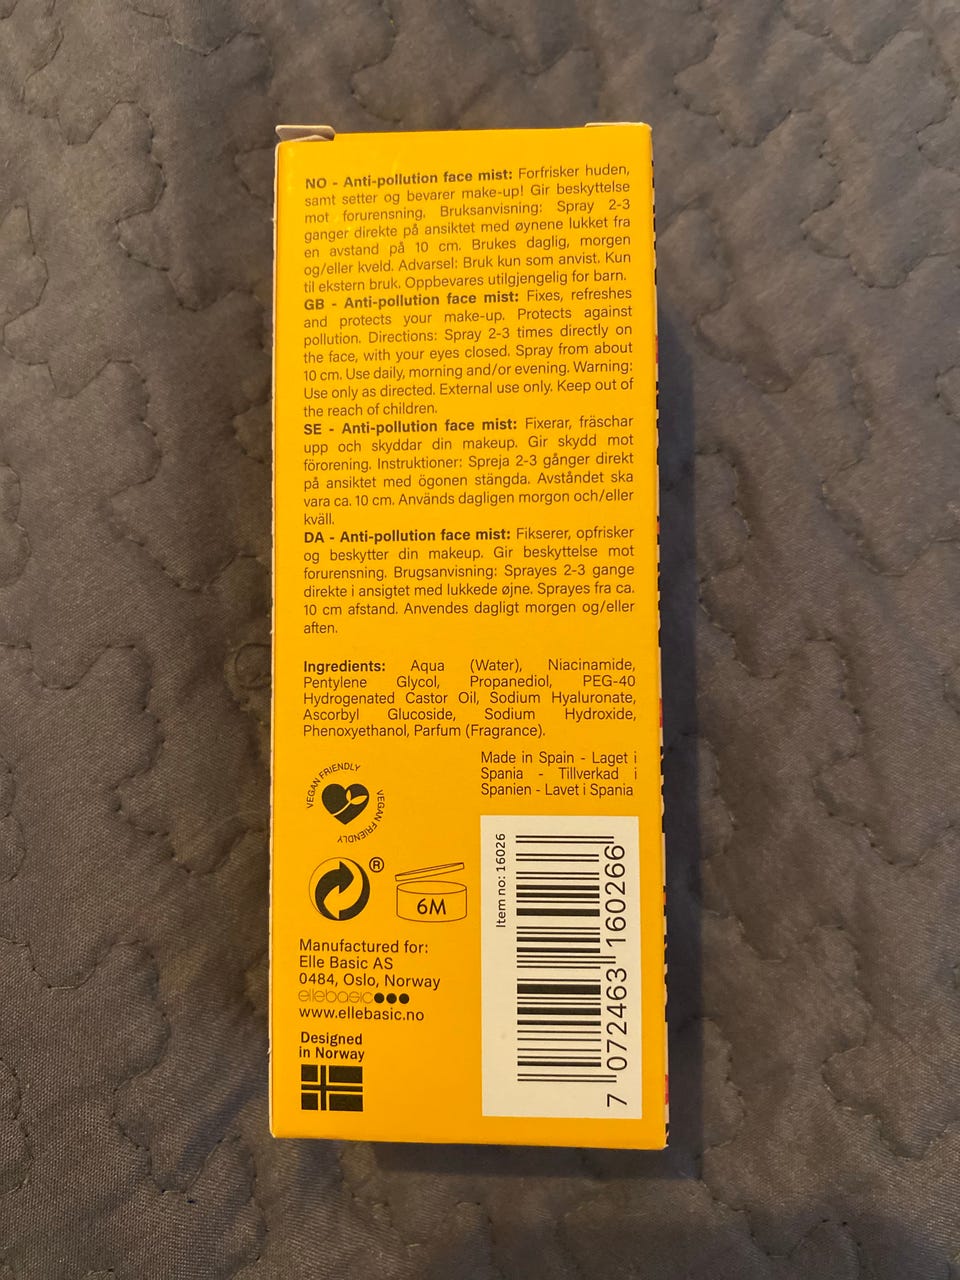 NO - Anti-pollution face mist: Forfrisker huden,
samt setter og bevarer make-up! Gir beskyttelse
mot forurensning. Bruksanvisning: Spray 2-3
ganger direkte på ansiktet med øynene lukket fra
en avstand på 10 cm. Brukes daglig, morgen
og/eller kveld. Advarsel: Bruk kun som anvist. Kun
til ekstern bruk. Oppbevares utilgjengelig for barn.
GB - Anti-pollution face mist: Fixes, refreshes
and protects your make-up. Protects against
pollution. Directions: Spray 2-3 times directly on
the face, with your eyes closed. Spray from about
10 cm. Use daily, morning and/or evening. Warning:
Use only as directed. External use only. Keep out of
the reach of children.
SE - Anti-pollution face mist: Fixerar, fräschar
upp och skyddar din makeup. Gir skydd mot
förorening. Instruktioner: Spreja 2-3 gånger direkt
på ansiktet med ögonen stängda. Avståndet ska
vara ca. 10 cm. Används dagligen morgon och/eller
kväll.
DA - Anti-pollution face mist: Fikserer, opfrisker
og beskytter din makeup. Gir beskyttelse mot
forurensning. Brugsanvisning: Sprayes 2-3 gange
direkte i ansigtet med lukkede øjne. Sprayes fra ca.
10 cm afstand. Anvendes dagligt morgen og/eller
aften.
Ingredients: Aqua (Water), Niacinamide,
Pentylene Glycol, Propanediol, PEG-40
Hydrogenated Castor Oil, Sodium Hyaluronate,
Ascorbyl Glucoside, Sodium Hydroxide,
Phenoxyethanol, Parfum (Fragrance).
Made in Spain - Laget i
Spania - Tillverkad i
Spanien - Lavet i Spania
VEGAN FRIENDLY
VEGAN FRIENDLY
®
6M
Item no: 16026
7 072463 160266
Manufactured for:
Elle Basic AS
0484, Oslo, Norway
ellebasic
www.ellebasic.no
Designed
in Norway